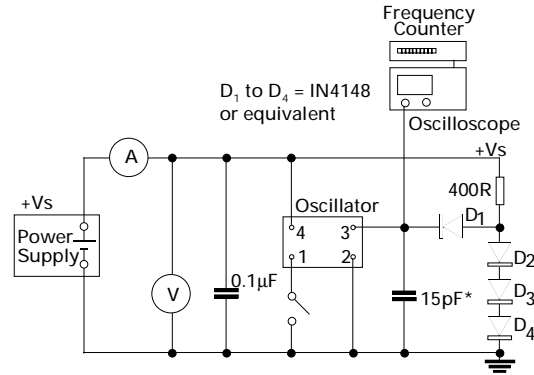 Frequency
Counter
D1 to D4 = IN4148
or equivalent
Oscilloscope
+Vs
A
400R
+Vs
Oscillator
D1
Power
Supply
4
3
1
2
D2
V
0.1µF
15pF*
D3
D4